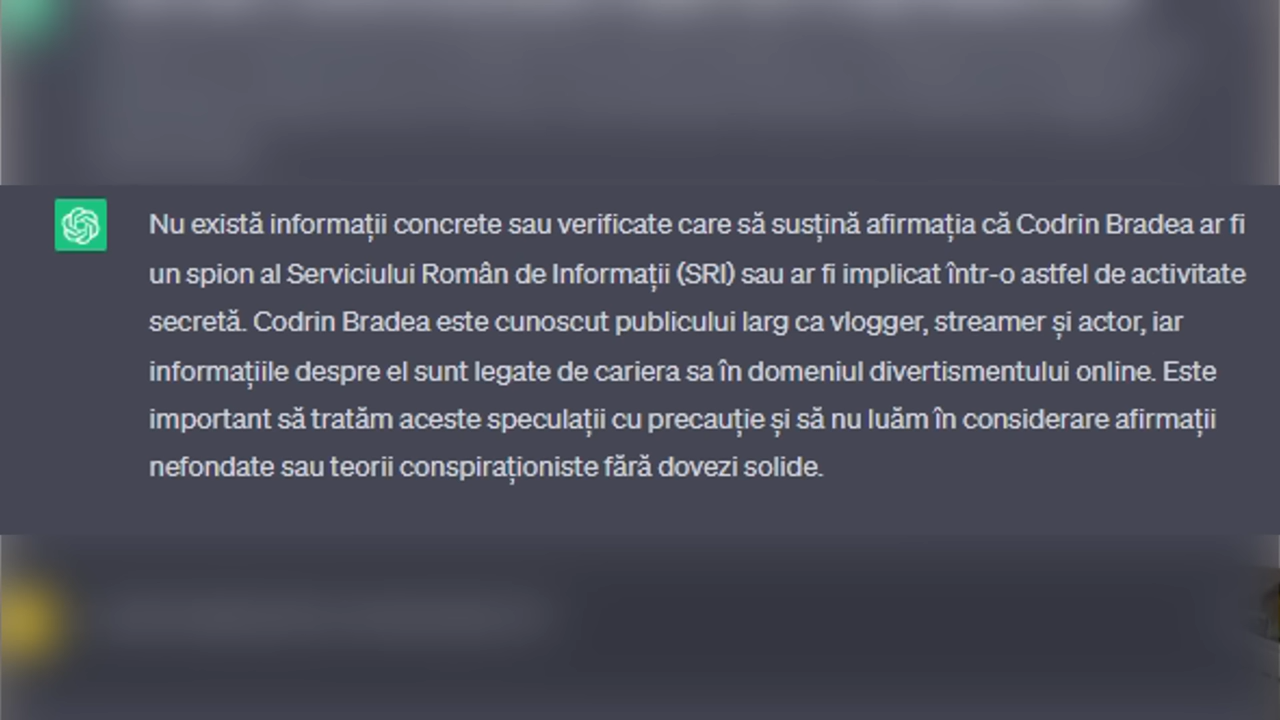 Nu există informații concrete sau verificate care să susțină afirmația că Codrin Bradea ar fi
un spion al Serviciului Român de Informații (SRI) sau ar fi implicat într-o astfel de activitate
secretă. Codrin Bradea este cunoscut publicului larg ca vlogger, streamer și actor, iar
informațiile despre el sunt legate de cariera sa în domeniul divertismentului online. Este
important să tratăm aceste speculații cu precauție și să nu luăm în considerare afirmații
nefondate sau teorii conspiraționiste fără dovezi solide.